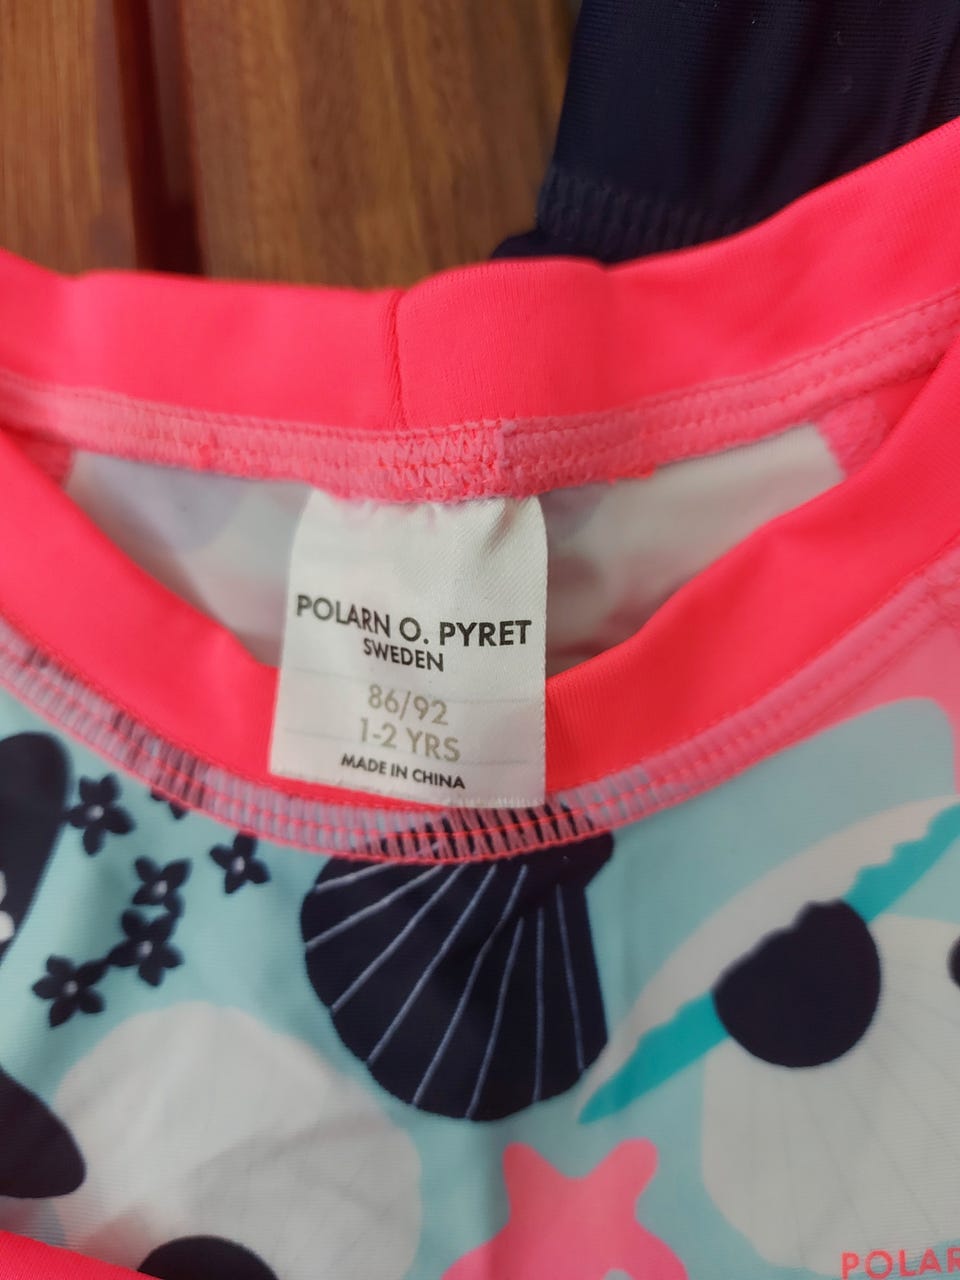 POLARN O. PYRET
SWEDEN
86/92
1-2 YRS
MADE IN CHINA
POLAR